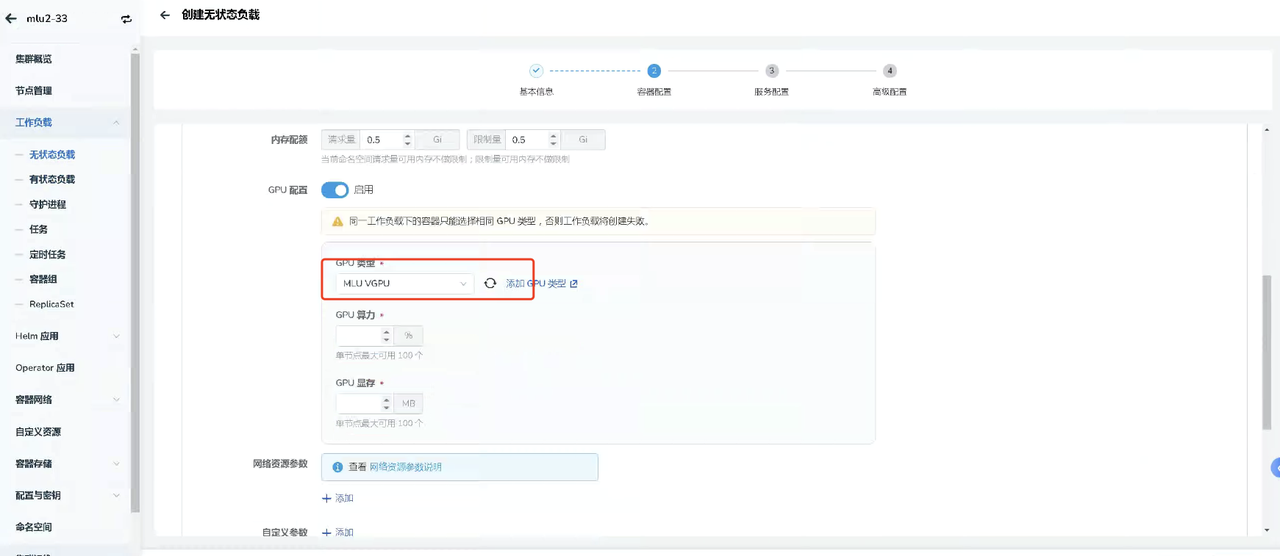 mlu2-33
创建无状态负载
集群概览
节点管理
工作负载
无状态负载
有状态负载
守护进程
任务
定时任务
容器组
ReplicaSet
Helm 应用
Operator 应用
容器网络
自定义资源
容器存储
配置与密钥
命名空间
2
3
4
基本信息
容器配置
服务配置
高级配置
内存配额 请求量 0.5 Gi 限制量 0.5 Gi
当前命名空间请求量可用内存不做限制；限制量可用内存不做限制
GPU 配置 启用
同一工作负载下的容器只能选择相同 GPU 类型，否则工作负载将创建失败。
GPU 类型 •
MLU VGPU 添加 GPU 类型
GPU 算力 •
%
单节点最大可用 100 个
GPU 显存 •
MB
单节点最大可用 100 个
网络资源参数 查看 网络资源参数说明
添加
自定义参数 添加